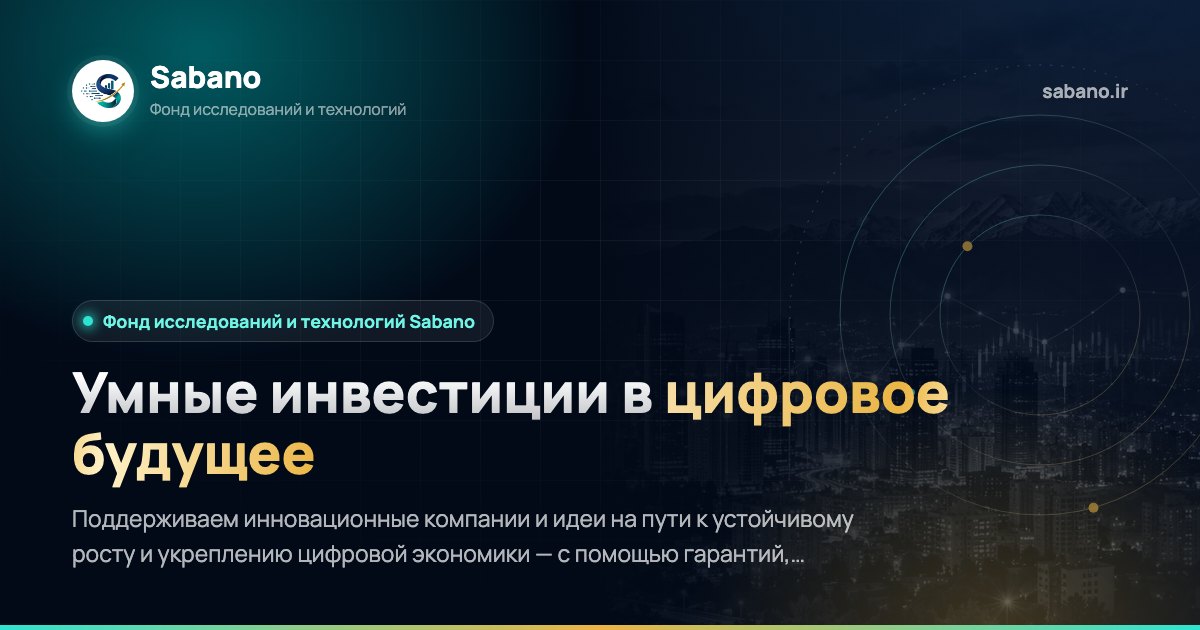 Sabano
Фонд исследований и технологий
sabano.ir
Фонд исследований и технологий Sabano
Умные инвестиции в цифровое
будущее
Поддерживаем инновационные компании и идеи на пути к устойчивому
росту и укреплению цифровой экономики — с помощью гарантий,…